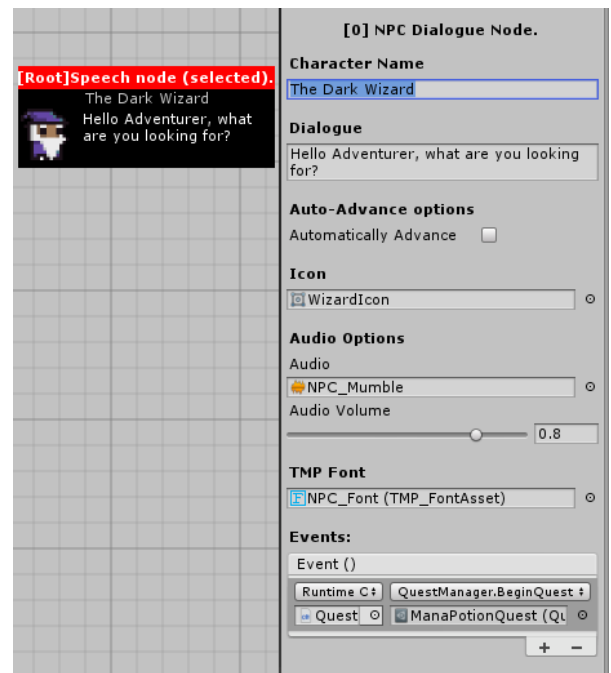 [Root]Speech node (selected).
The Dark Wizard
Hello Adventurer, what
are you looking for?
[0] NPC Dialogue Node.
Character Name
The Dark Wizard
Dialogue
Hello Adventurer, what are you looking
for?
Auto-Advance options
Automatically Advance
Icon
WizardIcon
Audio Options
Audio
NPC_Mumble
Audio Volume
0.8
TMP Font
F NPC_Font (TMP_FontAsset)
Events:
Event ()
Runtime C QuestManager.BeginQuest
Quest ManaPotionQuest (Qu
+ −